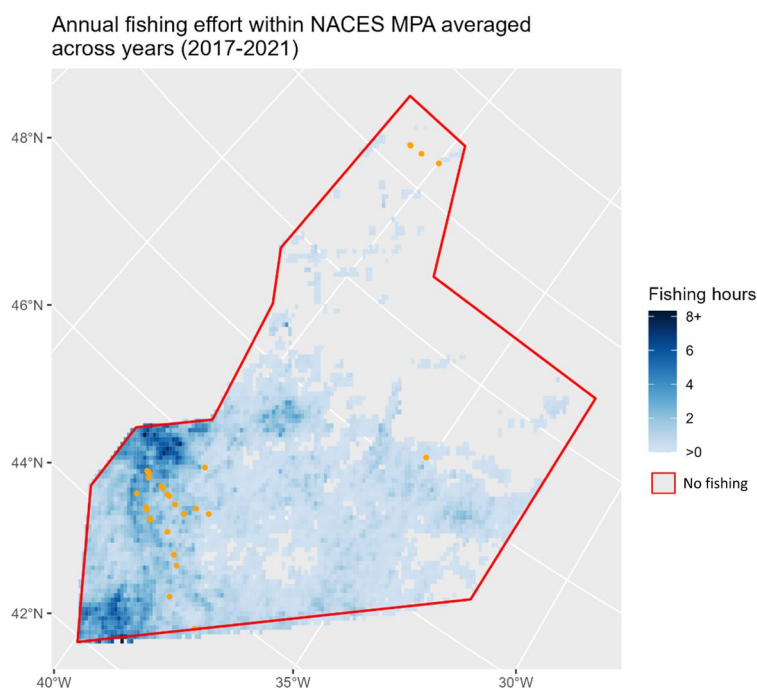 Annual fishing effort within NACES MPA averaged
across years (2017-2021)
48°N
46°N
44°N
42°N
40°W
35°W
30°W
Fishing hours
8+
6
4
2
>0
No fishing